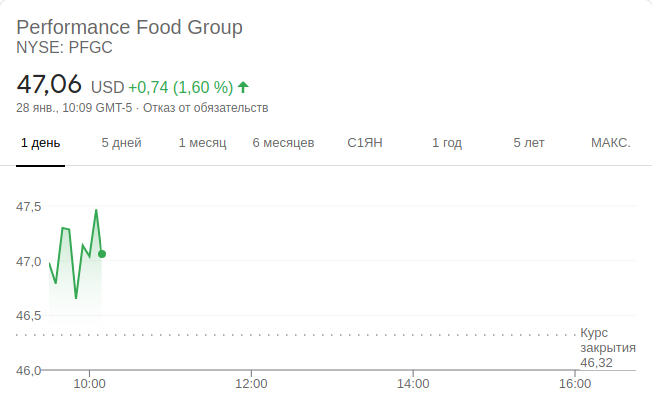 Performance Food Group
NYSE: PFGC
47,06 USD +0,74 (1,60 %)
28 янв., 10:09 GMT-5 · Отказ от обязательств
1 день 5 дней 1 месяц 6 месяцев С1ЯН 1 год 5 лет МАКС.
47,5
47,0
46,5
Курс
закрытия
46,32
46,0
10:00 12:00 14:00 16:00